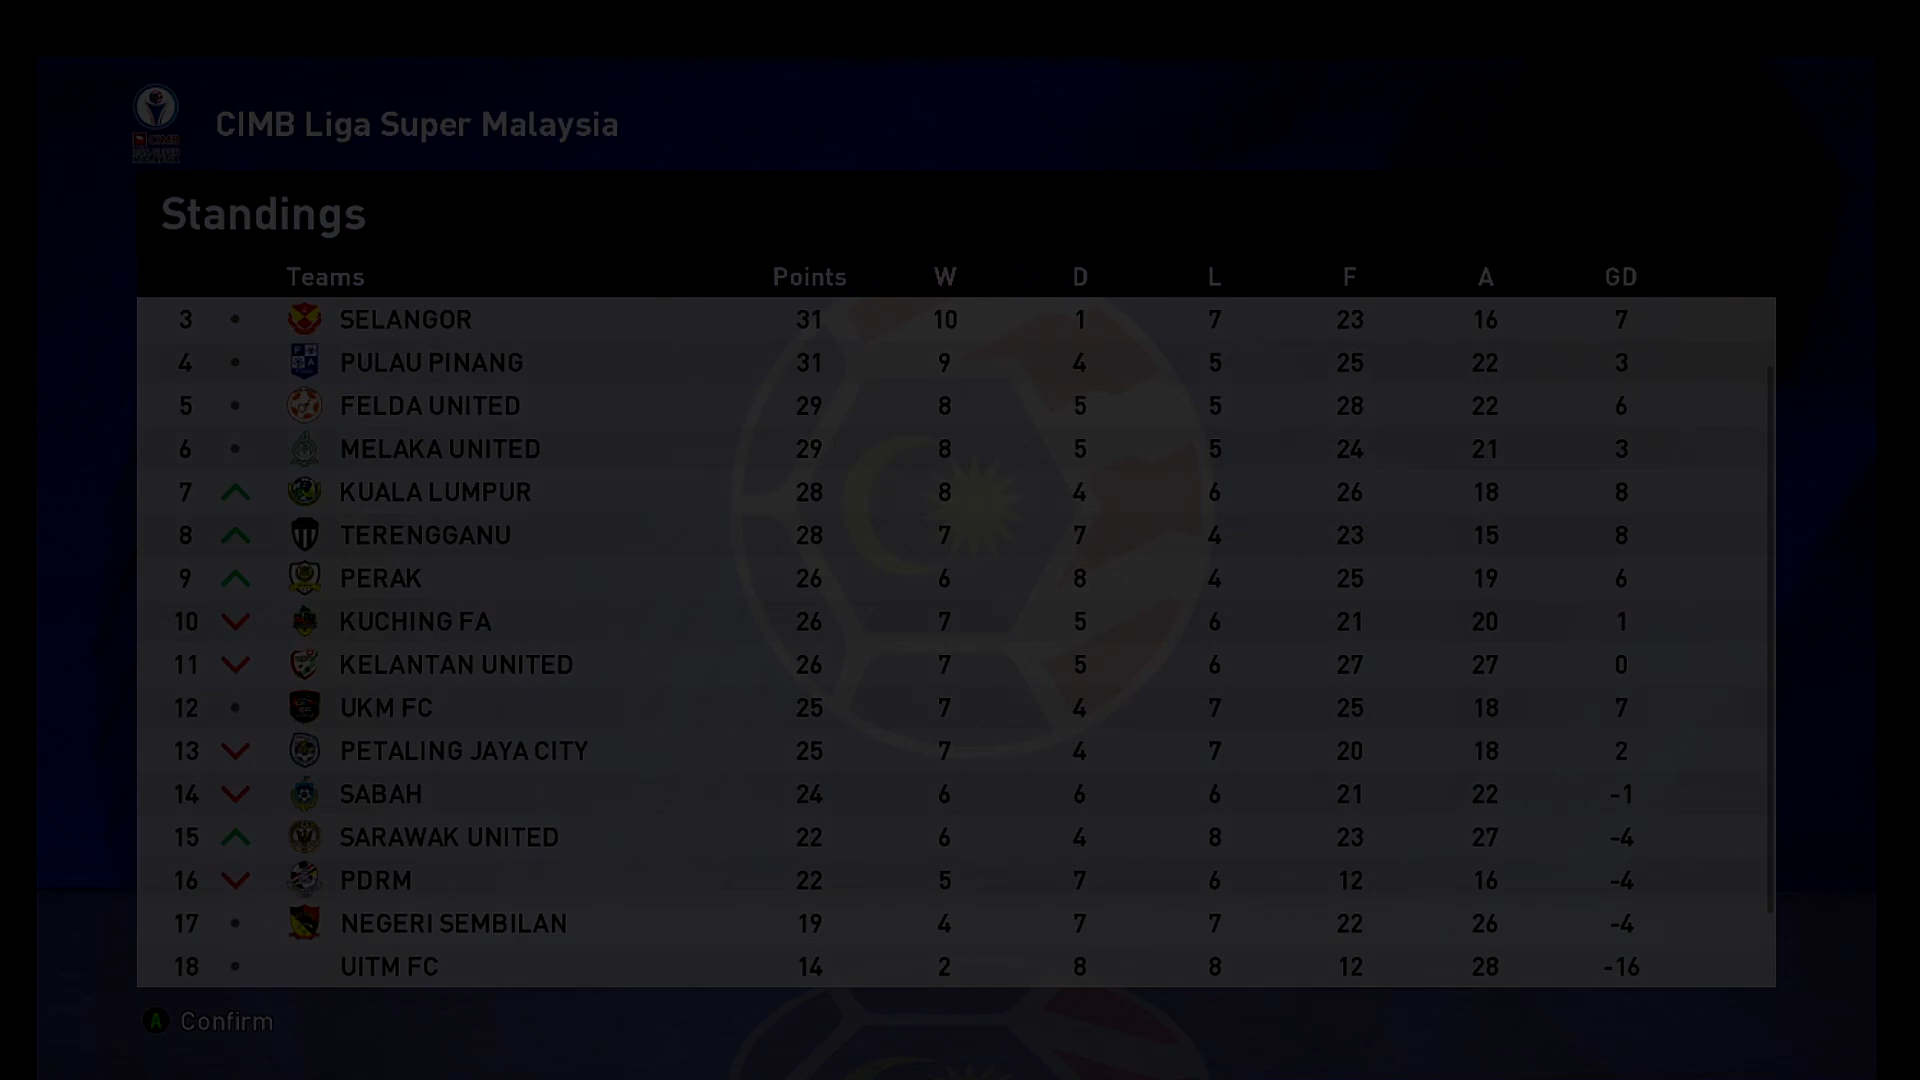 CIMB Liga Super Malaysia
CIMB
Standings
Teams Points W D L F A GD
3 SELANGOR 31 10 1 7 23 16 7
4 PULAU PINANG 31 9 4 5 25 22 3
5 FELDA UNITED 29 8 5 5 28 22 6
6 MELAKA UNITED 29 8 5 5 24 21 3
7 KUALA LUMPUR 28 8 4 6 26 18 8
8 TERENGGANU 28 7 7 4 23 15 8
9 PERAK 26 6 8 4 25 19 6
10 KUCHING FA 26 7 5 6 21 20 1
11 KELANTAN UNITED 26 7 5 6 27 27 0
12 UKM FC 25 7 4 7 25 18 7
13 PETALING JAYA CITY 25 7 4 7 20 18 2
14 SABAH 24 6 6 6 21 22 -1
15 SARAWAK UNITED 22 6 4 8 23 27 -4
16 PDRM 22 5 7 6 12 16 -4
17 NEGERI SEMBILAN 19 4 7 7 22 26 -4
18 UITM FC 14 2 8 8 12 28 -16
A Confirm